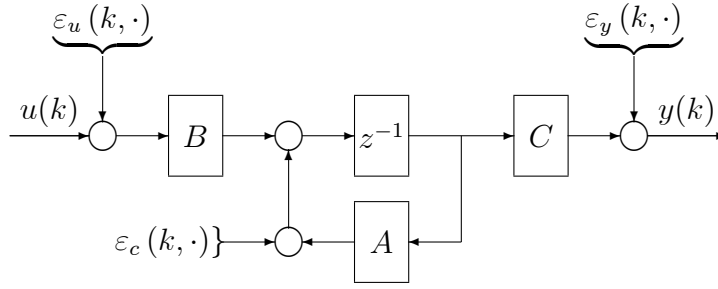 ε_u (k, ·)
ε_y (k, ·)
u(k)
B
z^{-1}
C
y(k)
ε_c (k, ·)}
A